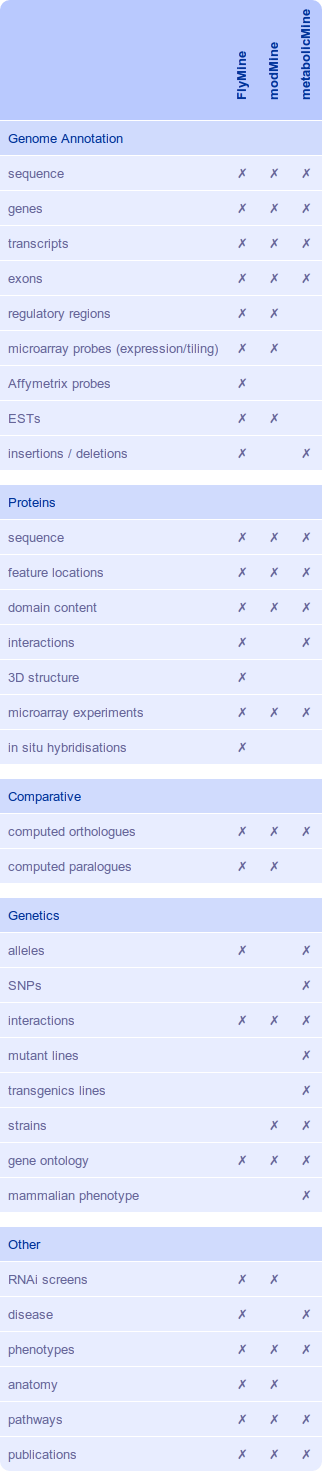 FlyMine modMine metabolicMine
Genome Annotation
sequence ✗ ✗ ✗
genes ✗ ✗ ✗
transcripts ✗ ✗ ✗
exons ✗ ✗ ✗
regulatory regions ✗ ✗
microarray probes (expression/tiling) ✗ ✗
Affymetrix probes ✗
ESTs ✗ ✗
insertions / deletions ✗ ✗
Proteins
sequence ✗ ✗ ✗
feature locations ✗ ✗ ✗
domain content ✗ ✗ ✗
interactions ✗ ✗
3D structure ✗
microarray experiments ✗ ✗ ✗
in situ hybridisations ✗
Comparative
computed orthologues ✗ ✗ ✗
computed paralogues ✗ ✗
Genetics
alleles ✗ ✗
SNPs ✗
interactions ✗ ✗ ✗
mutant lines ✗
transgenics lines ✗
strains ✗ ✗
gene ontology ✗ ✗ ✗
mammalian phenotype ✗
Other
RNAi screens ✗ ✗
disease ✗ ✗
phenotypes ✗ ✗ ✗
anatomy ✗ ✗
pathways ✗ ✗ ✗
publications ✗ ✗ ✗